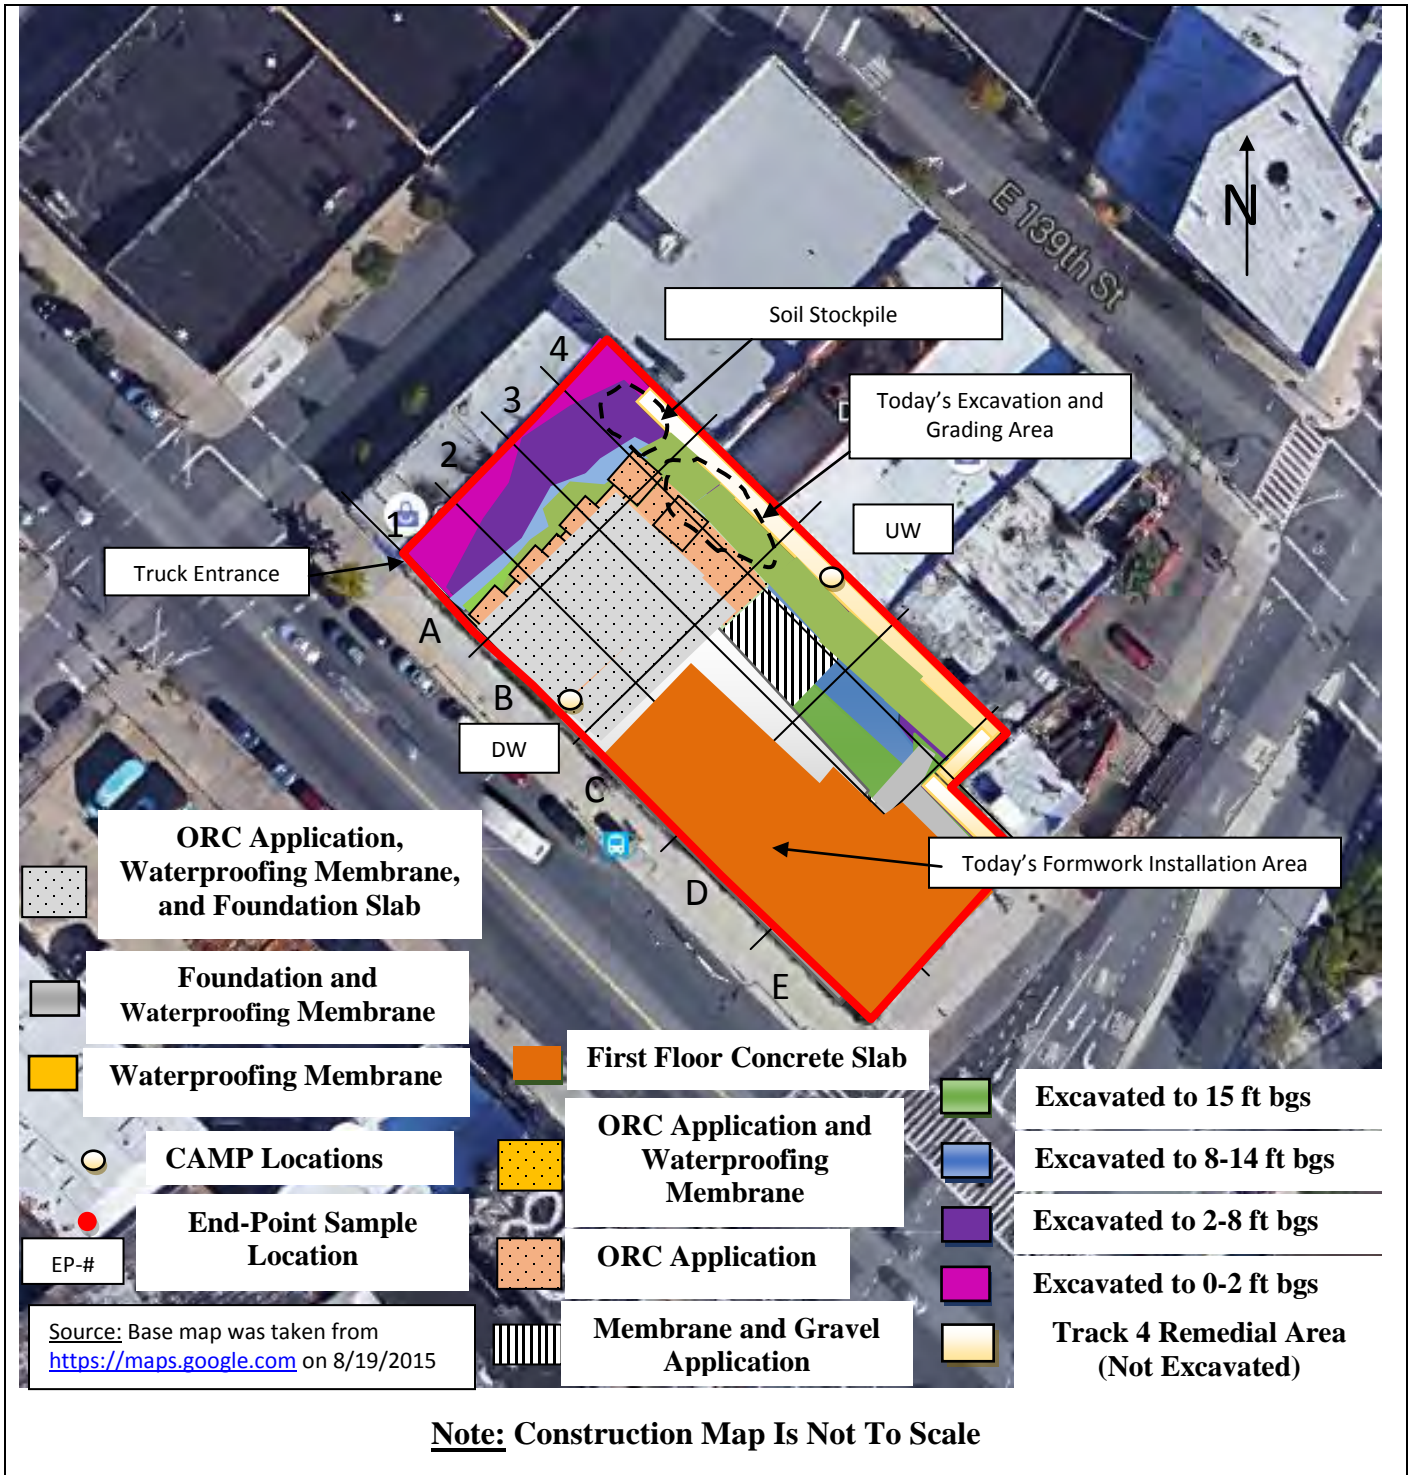 E 139th St
N
Soil Stockpile
Today's Excavation and
Grading Area
4
3
2
1
UW
Truck Entrance
A
B
DW
C
D
E
Today's Formwork Installation Area
ORC Application,
Waterproofing Membrane,
and Foundation Slab
Foundation and
Waterproofing Membrane
Waterproofing Membrane
CAMP Locations
End-Point Sample
Location
EP-#
First Floor Concrete Slab
ORC Application and
Waterproofing
Membrane
ORC Application
Membrane and Gravel
Application
Excavated to 15 ft bgs
Excavated to 8-14 ft bgs
Excavated to 2-8 ft bgs
Excavated to 0-2 ft bgs
Track 4 Remedial Area
(Not Excavated)
Source: Base map was taken from
https://maps.google.com on 8/19/2015
Note: Construction Map Is Not To Scale